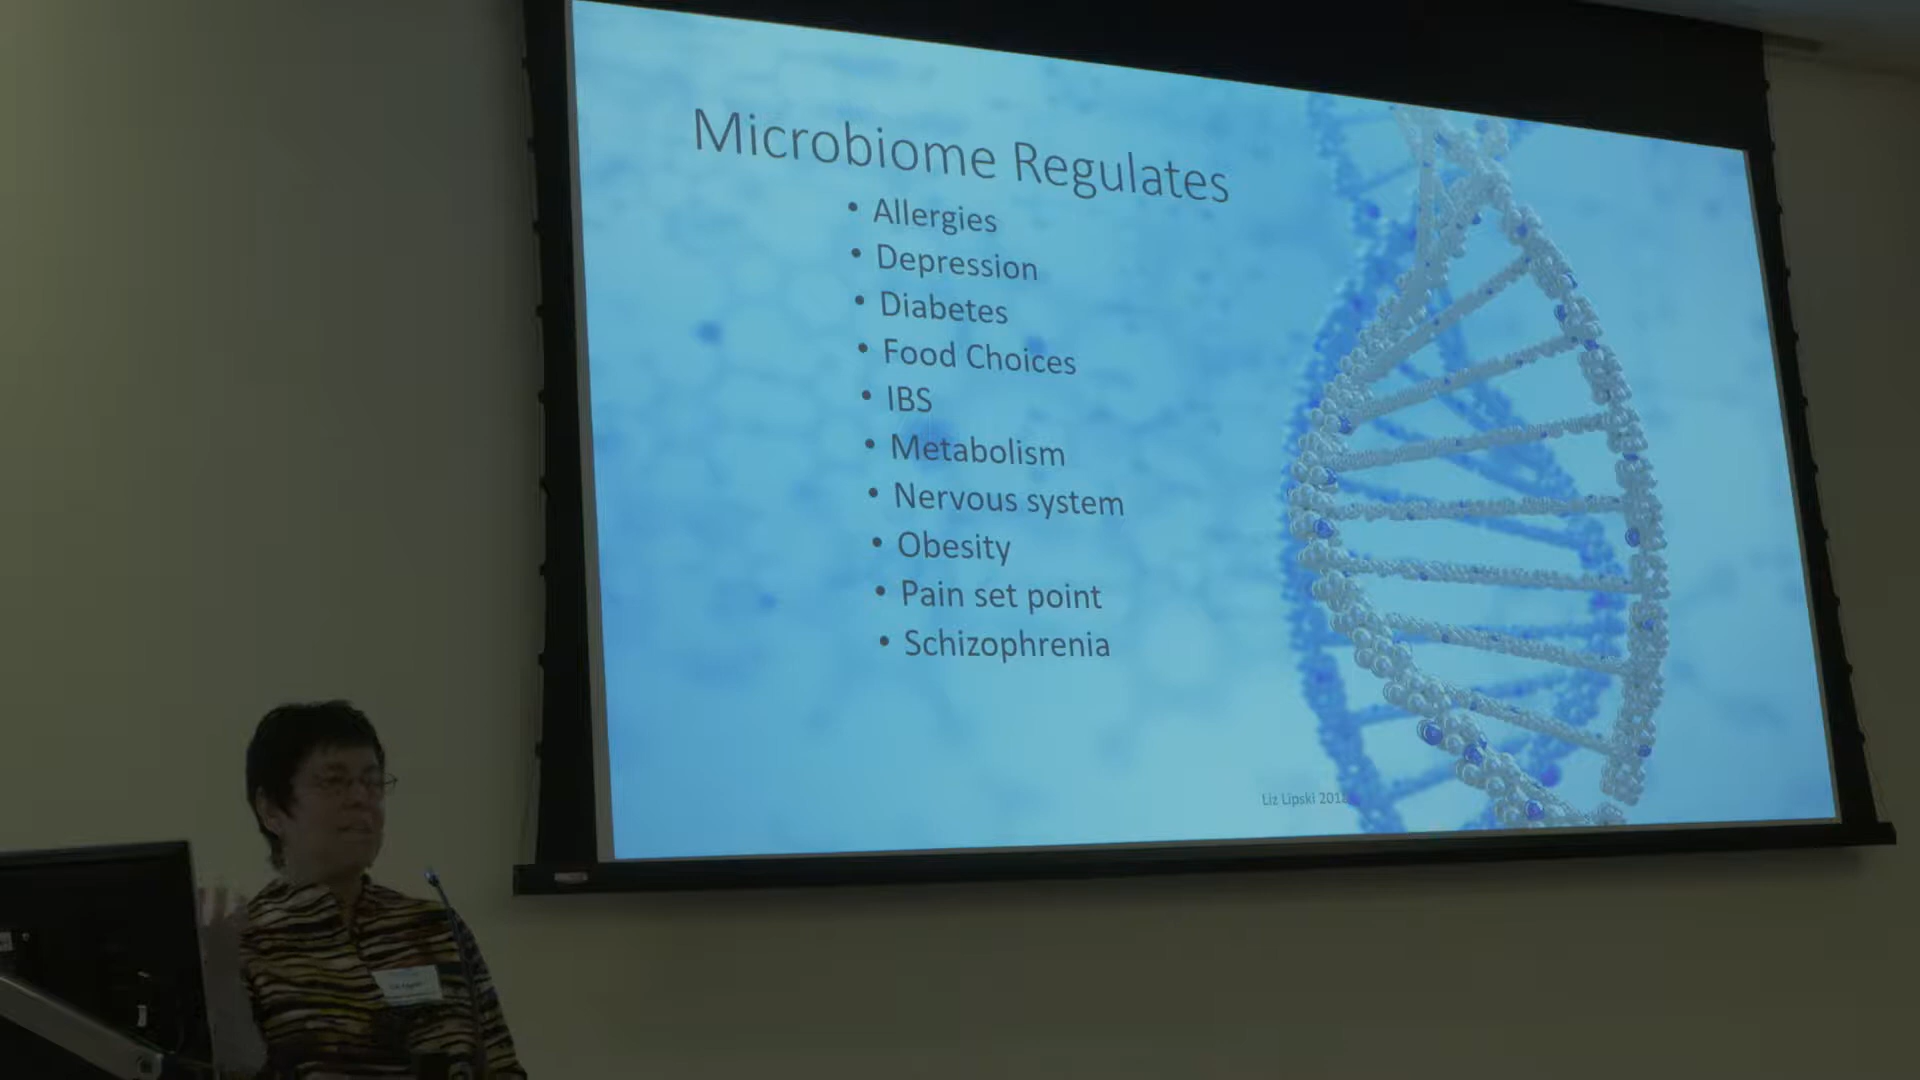 Microbiome Regulates
• Allergies
• Depression
• Diabetes
• Food Choices
• IBS
• Metabolism
• Nervous system
• Obesity
• Pain set point
• Schizophrenia
Liz Lipski